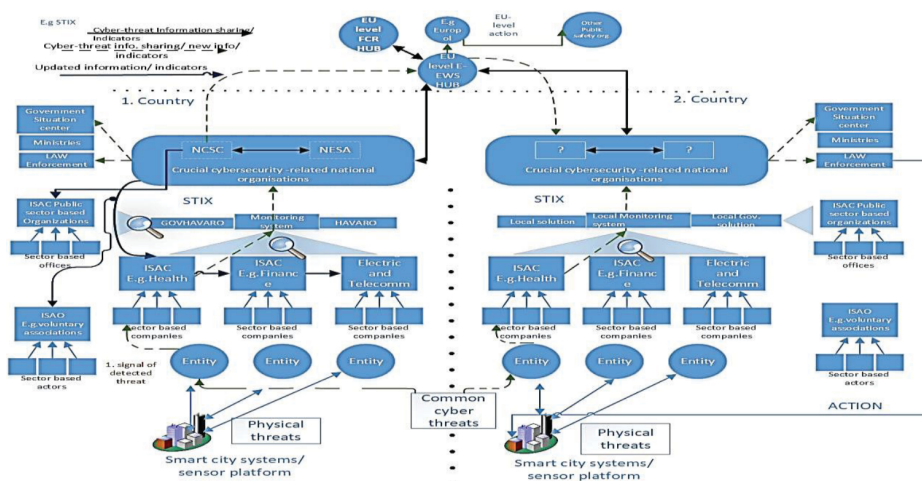 E.g STIX
Cyber-threat Information sharing/
Indicators
Cyber-threat info. sharing/ new info/
indicators
Updated information/ indicators
EU
level
FCR
HUB
E.g
Europ
ol
EU-
level
action
Other
Public
safety org.
EU
level E-
EWS
HUB
1. Country
2. Country
Government
Situation
center
Ministries
LAW
Enforcement
NCSC
NESA
Crucial cybersecurity -related national
organisations
?
?
Crucial cybersecurity -related national
organisations
Government
Situation
center
Ministries
LAW
Enforcement
ISAC Public
sector based
Organizations
Sector based
offices
STIX
GOVHAVARO
Monitoring
system
HAVARO
STIX
Local solution
Local Monitoring
system
Local Gov.
solution
ISAC Public
sector based
organizations
Sector based
offices
ISAC
E.g.Health
ISAC
E.g.Financ
e
Electric
and
Telecomm
Sector based
companies
Sector based
companies
Sector based
companies
ISAC
E.g.Health
ISAC
E.g.Financ
e
Electric
and
Telecomm
Sector based
companies
Sector based
companies
Sector based
companies
ISAO
E.g.voluntary
associations
Sector based
actors
ISAO
E.g.voluntary
associations
Sector based
actors
1. signal of
detected
threat
Entity
Entity
Entity
Entity
Entity
Entity
Common
cyber
threats
ACTION
Physical
threats
Physical
threats
Smart city systems/
sensor platform
Smart city systems/
sensor platform